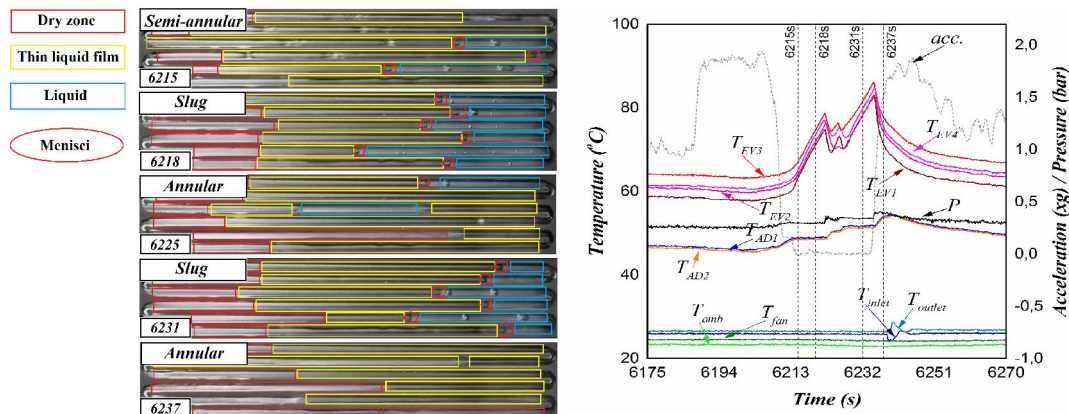 Dry zone
Thin liquid film
Liquid
Menisci
Semi-annular
6215
Slug
6218
Annular
6225
Slug
6231
Annular
6237
Temperature (°C)
100
80
60
40
20
6215s
6218s
6231s
6237s
acc.
T_EV3
T_EV4
T_EV1
T_EV2
P
T_AD1
T_AD2
T_inlet
T_outlet
T_amb
T_fan
2,0
1,5
1,0
0,5
0,0
-0,5
-1,0
Acceleration (xg) / Pressure (bar)
6175
6194
6213
6232
6251
6270
Time (s)